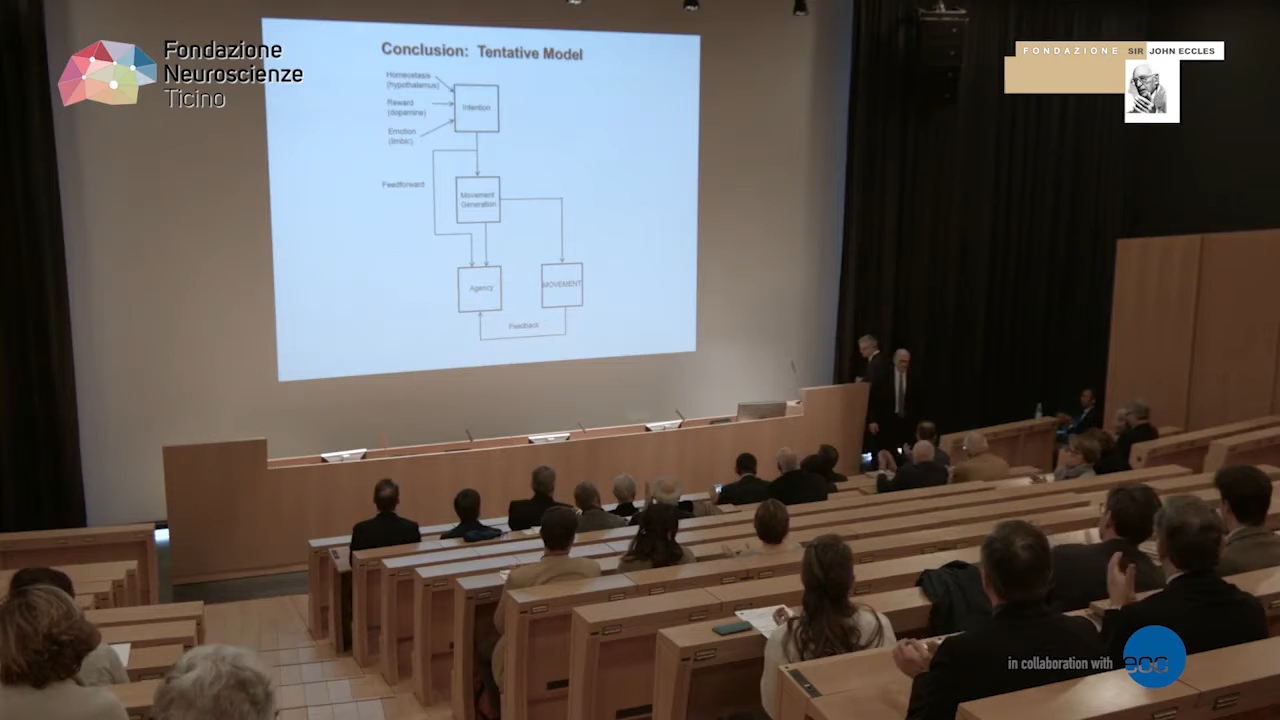 Fondazione
Neuroscienze
Ticino
FONDAZIONE SIR JOHN ECCLES
Conclusion: Tentative Model
Homeostasis
(hypothalamus)
Reward
(dopamine)
Emotion
(limbic)
Intention
Feedforward
Movement
Generation
Agency
MOVEMENT
Feedback
in collaboration with
eoc